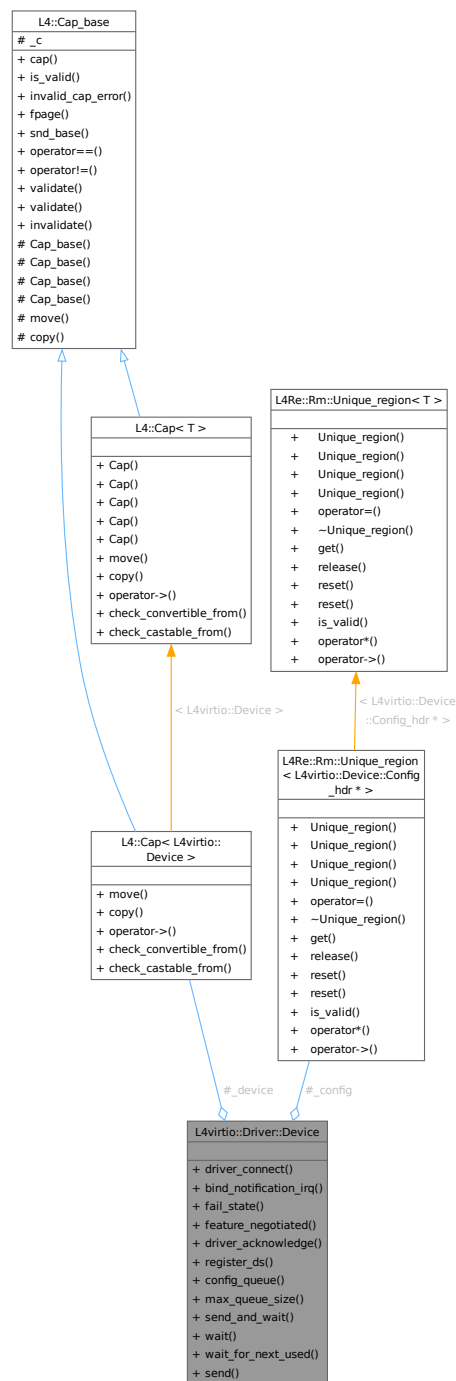 L4::Cap_base
# _c
+ cap()
+ is_valid()
+ invalid_cap_error()
+ fpage()
+ snd_base()
+ operator==()
+ operator!=()
+ validate()
+ validate()
+ invalidate()
# Cap_base()
# Cap_base()
# Cap_base()
# Cap_base()
# move()
# copy()
L4::Cap< T >
+ Cap()
+ Cap()
+ Cap()
+ Cap()
+ Cap()
+ move()
+ copy()
+ operator->()
+ check_convertible_from()
+ check_castable_from()
L4Re::Rm::Unique_region< T >
+ Unique_region()
+ Unique_region()
+ Unique_region()
+ Unique_region()
+ operator=()
+ ~Unique_region()
+ get()
+ release()
+ reset()
+ reset()
+ is_valid()
+ operator*()
+ operator->()
< L4virtio::Device >
< L4virtio::Device
::Config_hdr * >
L4::Cap< L4virtio::
Device >
+ move()
+ copy()
+ operator->()
+ check_convertible_from()
+ check_castable_from()
L4Re::Rm::Unique_region
< L4virtio::Device::Config
_hdr * >
+ Unique_region()
+ Unique_region()
+ Unique_region()
+ Unique_region()
+ operator=()
+ ~Unique_region()
+ get()
+ release()
+ reset()
+ reset()
+ is_valid()
+ operator*()
+ operator->()
#_device
#_config
L4virtio::Driver::Device
+ driver_connect()
+ bind_notification_irq()
+ fail_state()
+ feature_negotiated()
+ driver_acknowledge()
+ register_ds()
+ config_queue()
+ max_queue_size()
+ send_and_wait()
+ wait()
+ wait_for_next_used()
+ send()